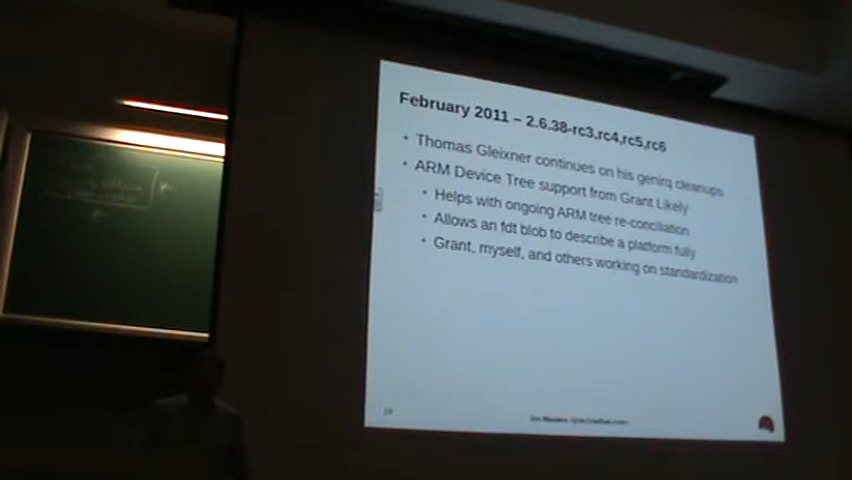 February 2011 – 2.6.38-rc3,rc4,rc5,rc6
• Thomas Gleixner continues on his genirq cleanups
• ARM Device Tree support from Grant Likely
• Helps with ongoing ARM tree re-conciliation
• Allows an fdt blob to describe a platform fully
• Grant, myself, and others working on standardization